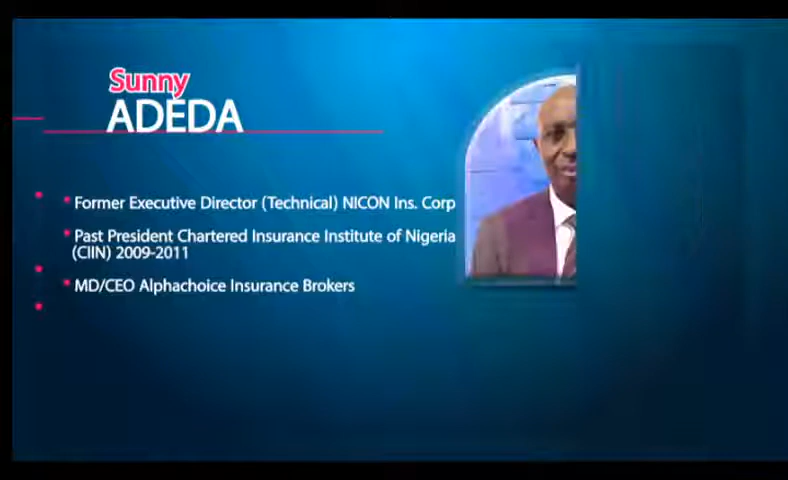 Sunny
ADEDA
Former Executive Director (Technical) NICON Ins. Corp
Past President Chartered Insurance Institute of Nigeria
(CIIN) 2009-2011
MD/CEO Alphachoice Insurance Brokers